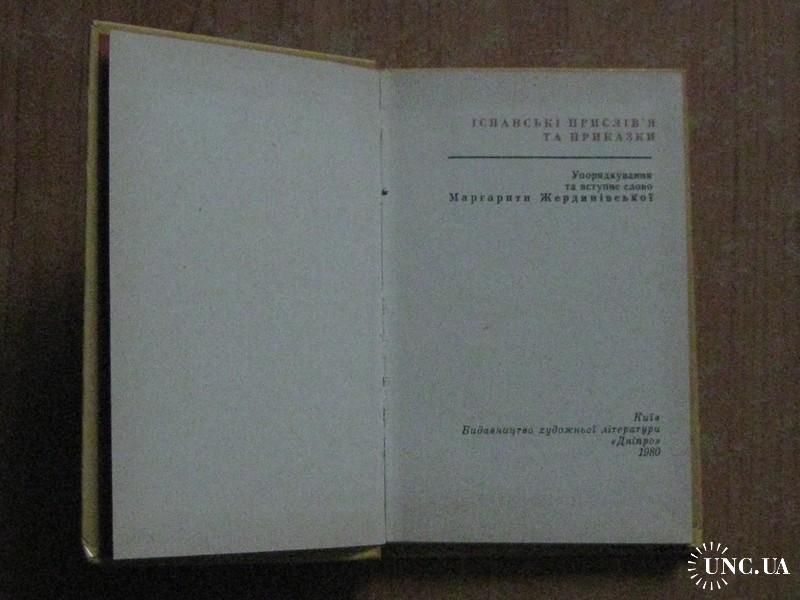 ІСПАНСЬКІ ПРИСЛІВ'Я
ТА ПРИКАЗКИ
Упорядкування
та вступне слово
Маргарити Жердинівської
Київ
Видавництво художньої літератури
«Дніпро»
1980
UNC.UA